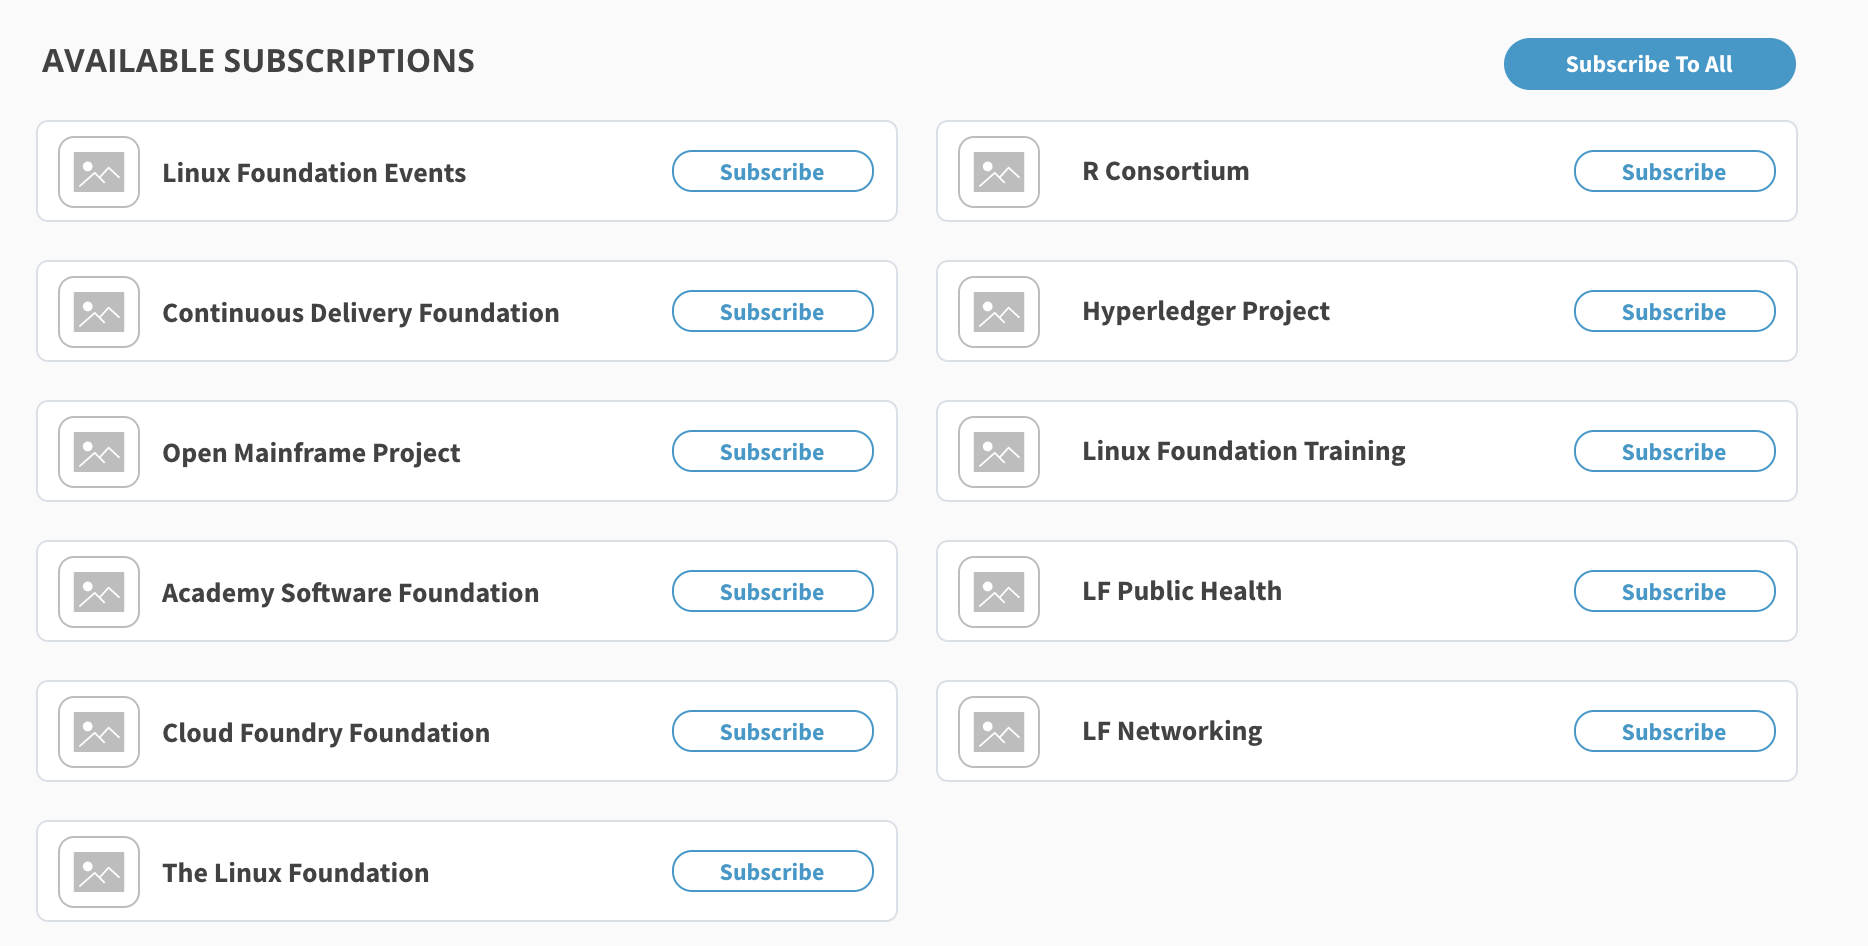 AVAILABLE SUBSCRIPTIONS
Subscribe To All
Linux Foundation Events
Subscribe
R Consortium
Subscribe
Continuous Delivery Foundation
Subscribe
Hyperledger Project
Subscribe
Open Mainframe Project
Subscribe
Linux Foundation Training
Subscribe
Academy Software Foundation
Subscribe
LF Public Health
Subscribe
Cloud Foundry Foundation
Subscribe
LF Networking
Subscribe
The Linux Foundation
Subscribe